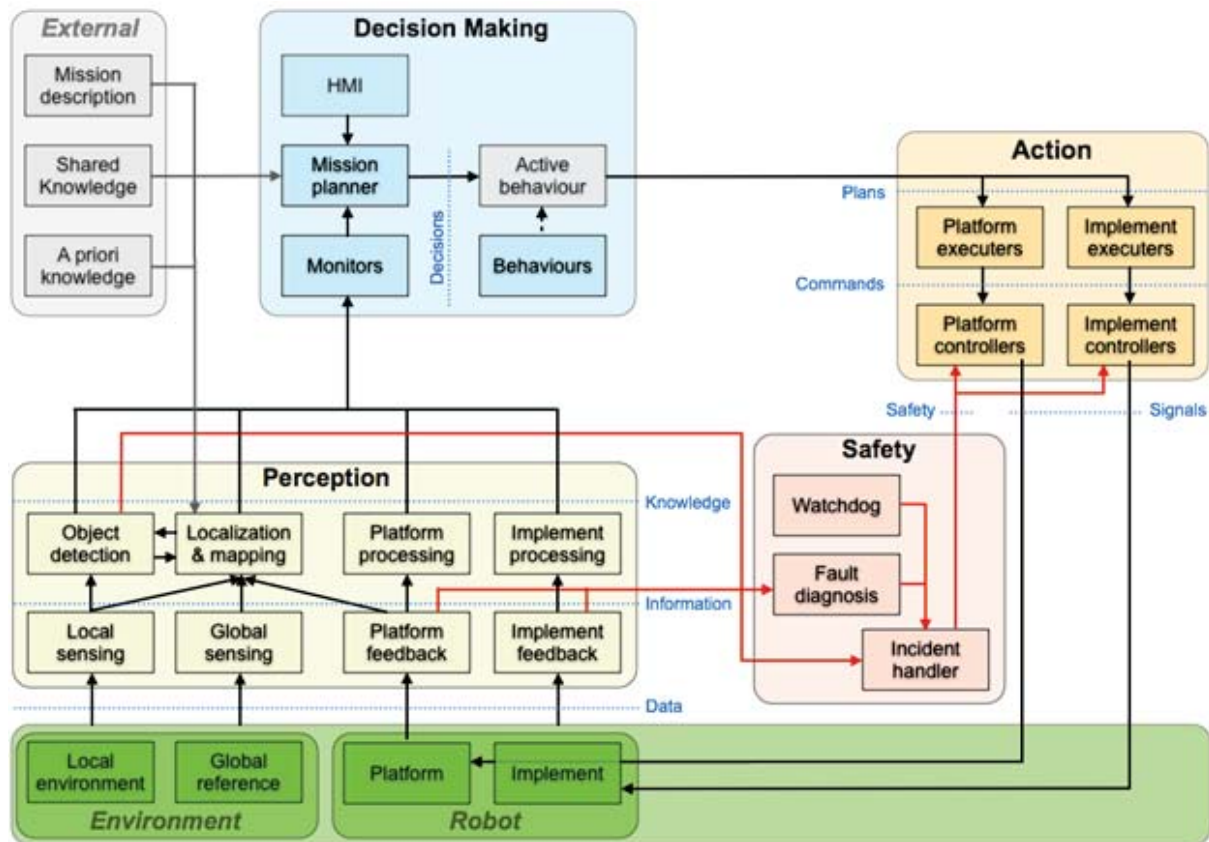 External
Mission
description
Shared
Knowledge
A priori
knowledge
Decision Making
HMI
Mission
planner
Monitors
Decisions
Active
behaviour
Behaviours
Action
Plans
Platform
executers
Implement
executers
Commands
Platform
controllers
Implement
controllers
Safety
Signals
Perception
Knowledge
Object
detection
Localization
& mapping
Platform
processing
Implement
processing
Information
Local
sensing
Global
sensing
Platform
feedback
Implement
feedback
Safety
Watchdog
Fault
diagnosis
Incident
handler
Data
Local
environment
Global
reference
Environment
Platform
Implement
Robot